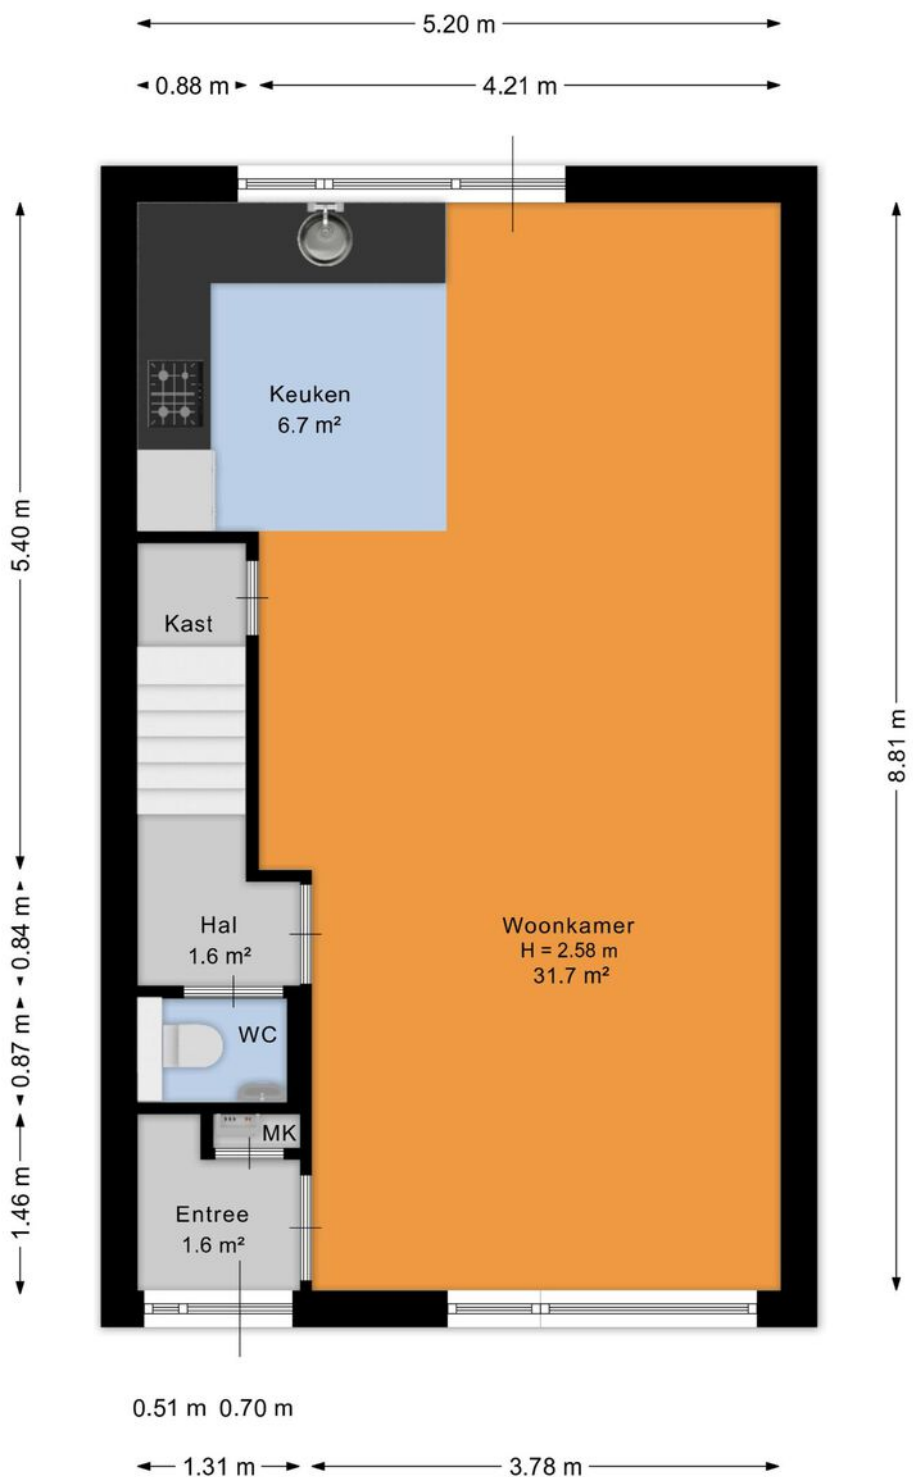 5.20 m
0.88 m
4.21 m
Keuken
6.7 m²
5.40 m
Kast
8.81 m
Hal
1.6 m²
Woonkamer
H = 2.58 m
31.7 m²
0.84 m
WC
0.87 m
MK
1.46 m
Entree
1.6 m²
0.51 m 0.70 m
1.31 m
3.78 m